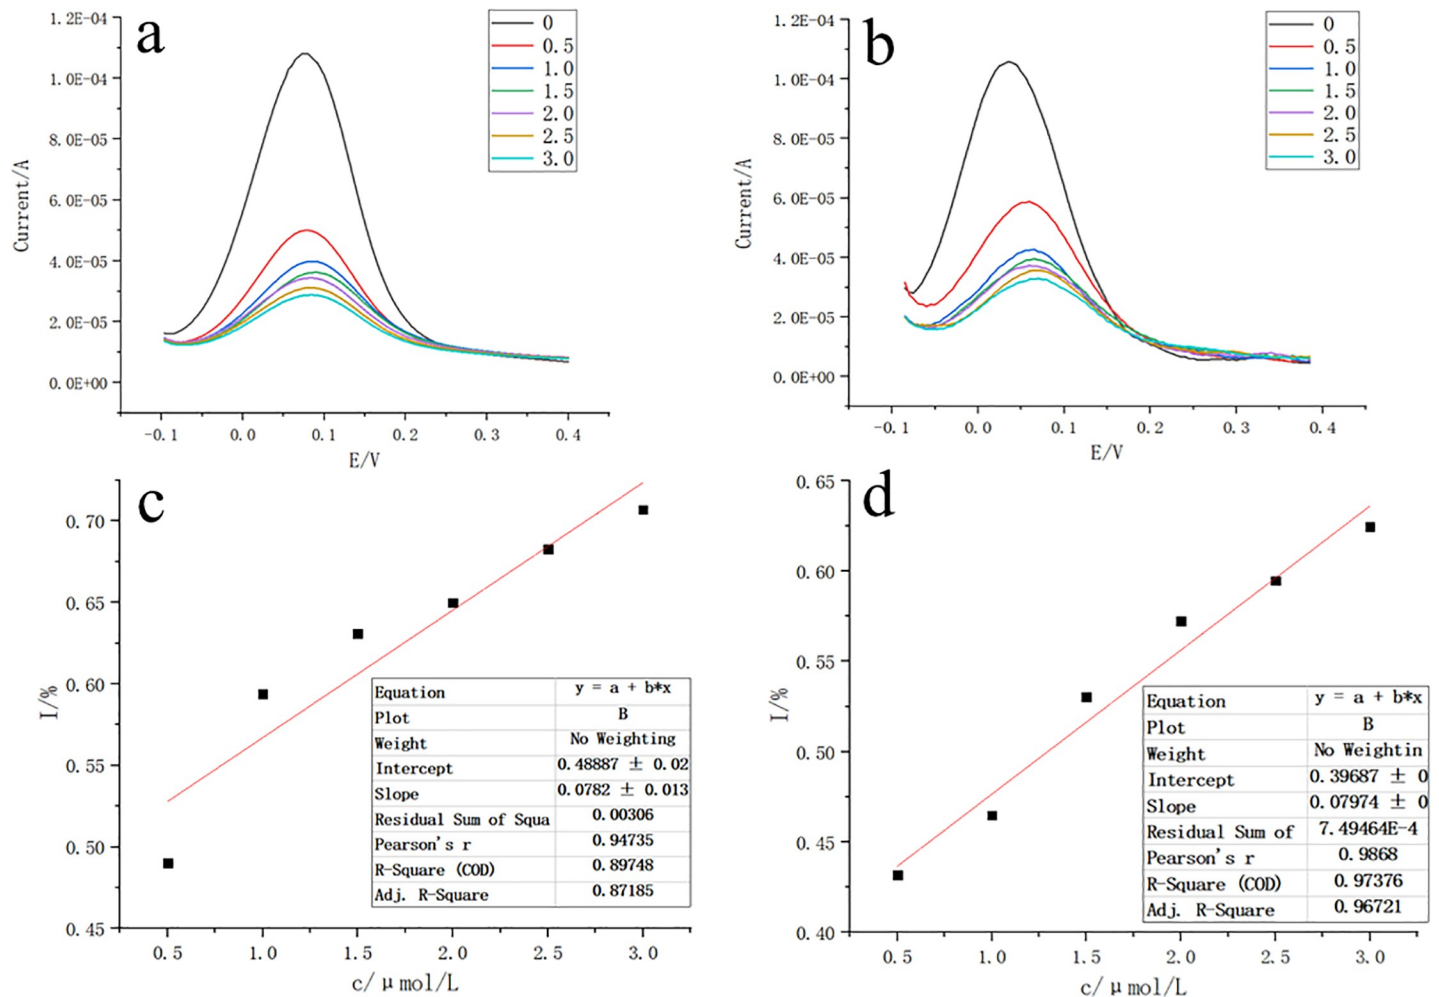 a
1.2E-04
1.0E-04
8.0E-05
6.0E-05
4.0E-05
2.0E-05
0.0E+00
Current/A
-0.1 0.0 0.1 0.2 0.3 0.4
E/V
0
0.5
1.0
1.5
2.0
2.5
3.0
b
1.2E-04
1.0E-04
8.0E-05
6.0E-05
4.0E-05
2.0E-05
0.0E+00
Current/A
-0.1 0.0 0.1 0.2 0.3 0.4
E/V
0
0.5
1.0
1.5
2.0
2.5
3.0
c
0.70
0.65
0.60
0.55
0.50
0.45
I/%
0.5 1.0 1.5 2.0 2.5 3.0
c/μmol/L
Equation y = a + b*x
Plot B
Weight No Weighting
Intercept 0.48887 ± 0.02
Slope 0.0782 ± 0.013
Residual Sum of Squa 0.00306
Pearson's r 0.94735
R-Square (COD) 0.89748
Adj. R-Square 0.87185
d
0.65
0.60
0.55
0.50
0.45
0.40
I/%
0.5 1.0 1.5 2.0 2.5 3.0
c/μmol/L
Equation y = a + b*x
Plot B
Weight No Weightin
Intercept 0.39687 ± 0
Slope 0.07974 ± 0
Residual Sum of 7.49464E-4
Pearson's r 0.9868
R-Square (COD) 0.97376
Adj. R-Square 0.96721